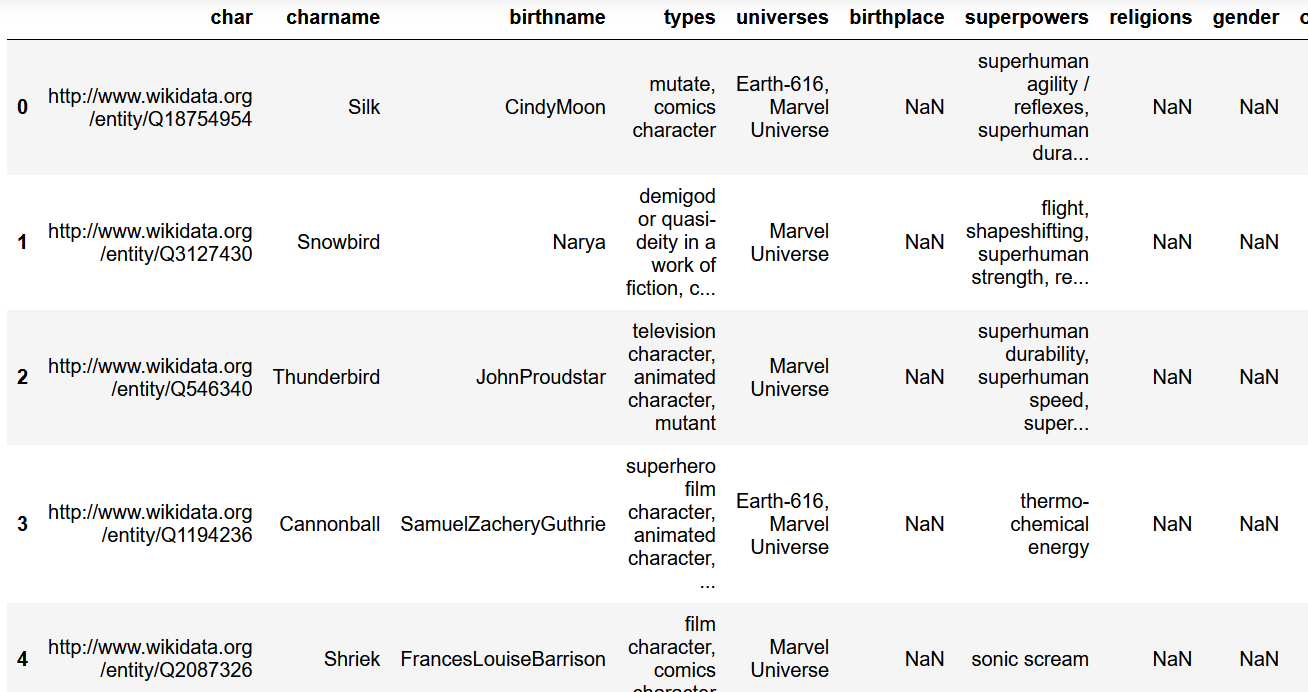 char charname birthname types universes birthplace superpowers religions gender
0
http://www.wikidata.org
/entity/Q18754954
Silk
CindyMoon
mutate,
comics
character
Earth-616,
Marvel
Universe
NaN
superhuman
agility /
reflexes,
superhuman
dura...
NaN
NaN
1
http://www.wikidata.org
/entity/Q3127430
Snowbird
Narya
demigod
or quasi-
deity in a
work of
fiction, c...
Marvel
Universe
NaN
flight,
shapeshifting,
superhuman
strength, re...
NaN
NaN
2
http://www.wikidata.org
/entity/Q546340
Thunderbird
JohnProudstar
television
character,
animated
character,
mutant
Marvel
Universe
NaN
superhuman
durability,
superhuman
speed,
super...
NaN
NaN
3
http://www.wikidata.org
/entity/Q1194236
Cannonball
SamuelZacheryGuthrie
superhero
film
character,
animated
character,
...
Earth-616,
Marvel
Universe
NaN
thermo-
chemical
energy
NaN
NaN
4
http://www.wikidata.org
/entity/Q2087326
Shriek
FrancesLouiseBarrison
film
character,
comics
character
Marvel
Universe
NaN
sonic scream
NaN
NaN